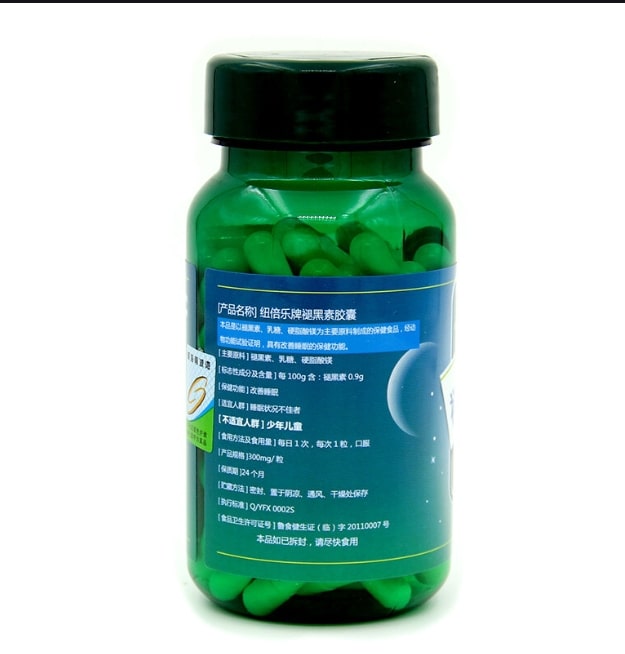 [产品名称] 纽倍乐牌褪黑素胶囊
本品是以褪黑素、乳糖、硬脂酸镁为主要原料制成的保健食品，经动
物功能试验证明，具有改善睡眠的保健功能。
[主要原料] 褪黑素、乳糖、硬脂酸镁
[标志性成分及含量] 每 100g 含：褪黑素 0.9g
[保健功能] 改善睡眠
[适宜人群] 睡眠状况不佳者
[不适宜人群] 少年儿童
[食用方法及食用量] 每日 1 次，每次 1 粒，口服
[产品规格]300mg/ 粒
[保质期]24 个月
[贮藏方法] 密封、置于阴凉、通风、干燥处保存
[执行标准] Q/YFX 0002S
[食品卫生许可证号] 鲁食健生证（临）字 20110007 号
本品如已拆封，请尽快食用